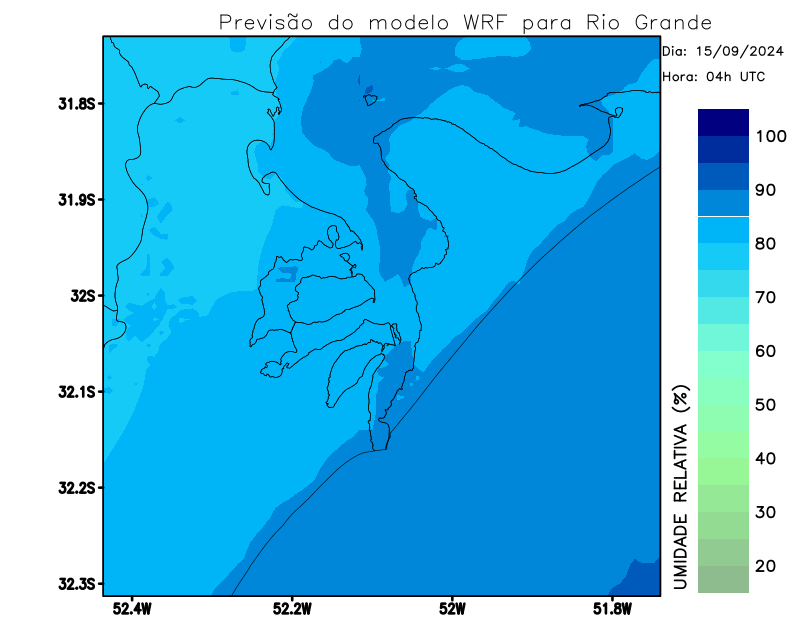 Previsão do modelo WRF para Rio Grande
Dia: 15/09/2024
Hora: 04h UTC
31.8S
31.9S
32S
32.1S
32.2S
32.3S
52.4W
52.2W
52W
51.8W
100
90
80
70
60
50
40
30
20
UMIDADE RELATIVA (%)